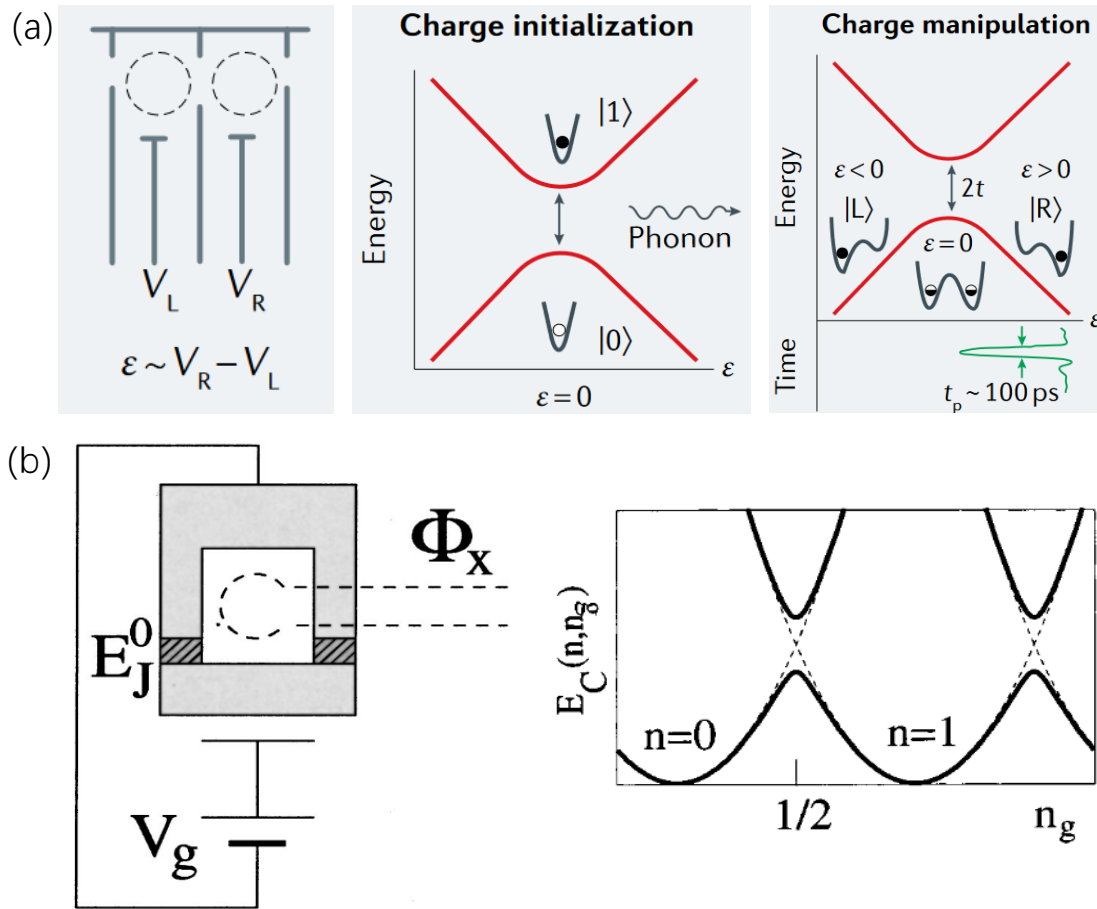 (a)
V_L V_R
ε ~ V_R − V_L
Charge initialization
Energy
|1⟩
Phonon
|0⟩
ε
ε = 0
Charge manipulation
Energy
ε < 0
|L⟩
2t
ε > 0
|R⟩
ε = 0
ε
Time
t_p ~ 100 ps
(b)
Φ_x
E_J^0
V_g
E_C(n,n_g)
n=0
n=1
1/2
n_g